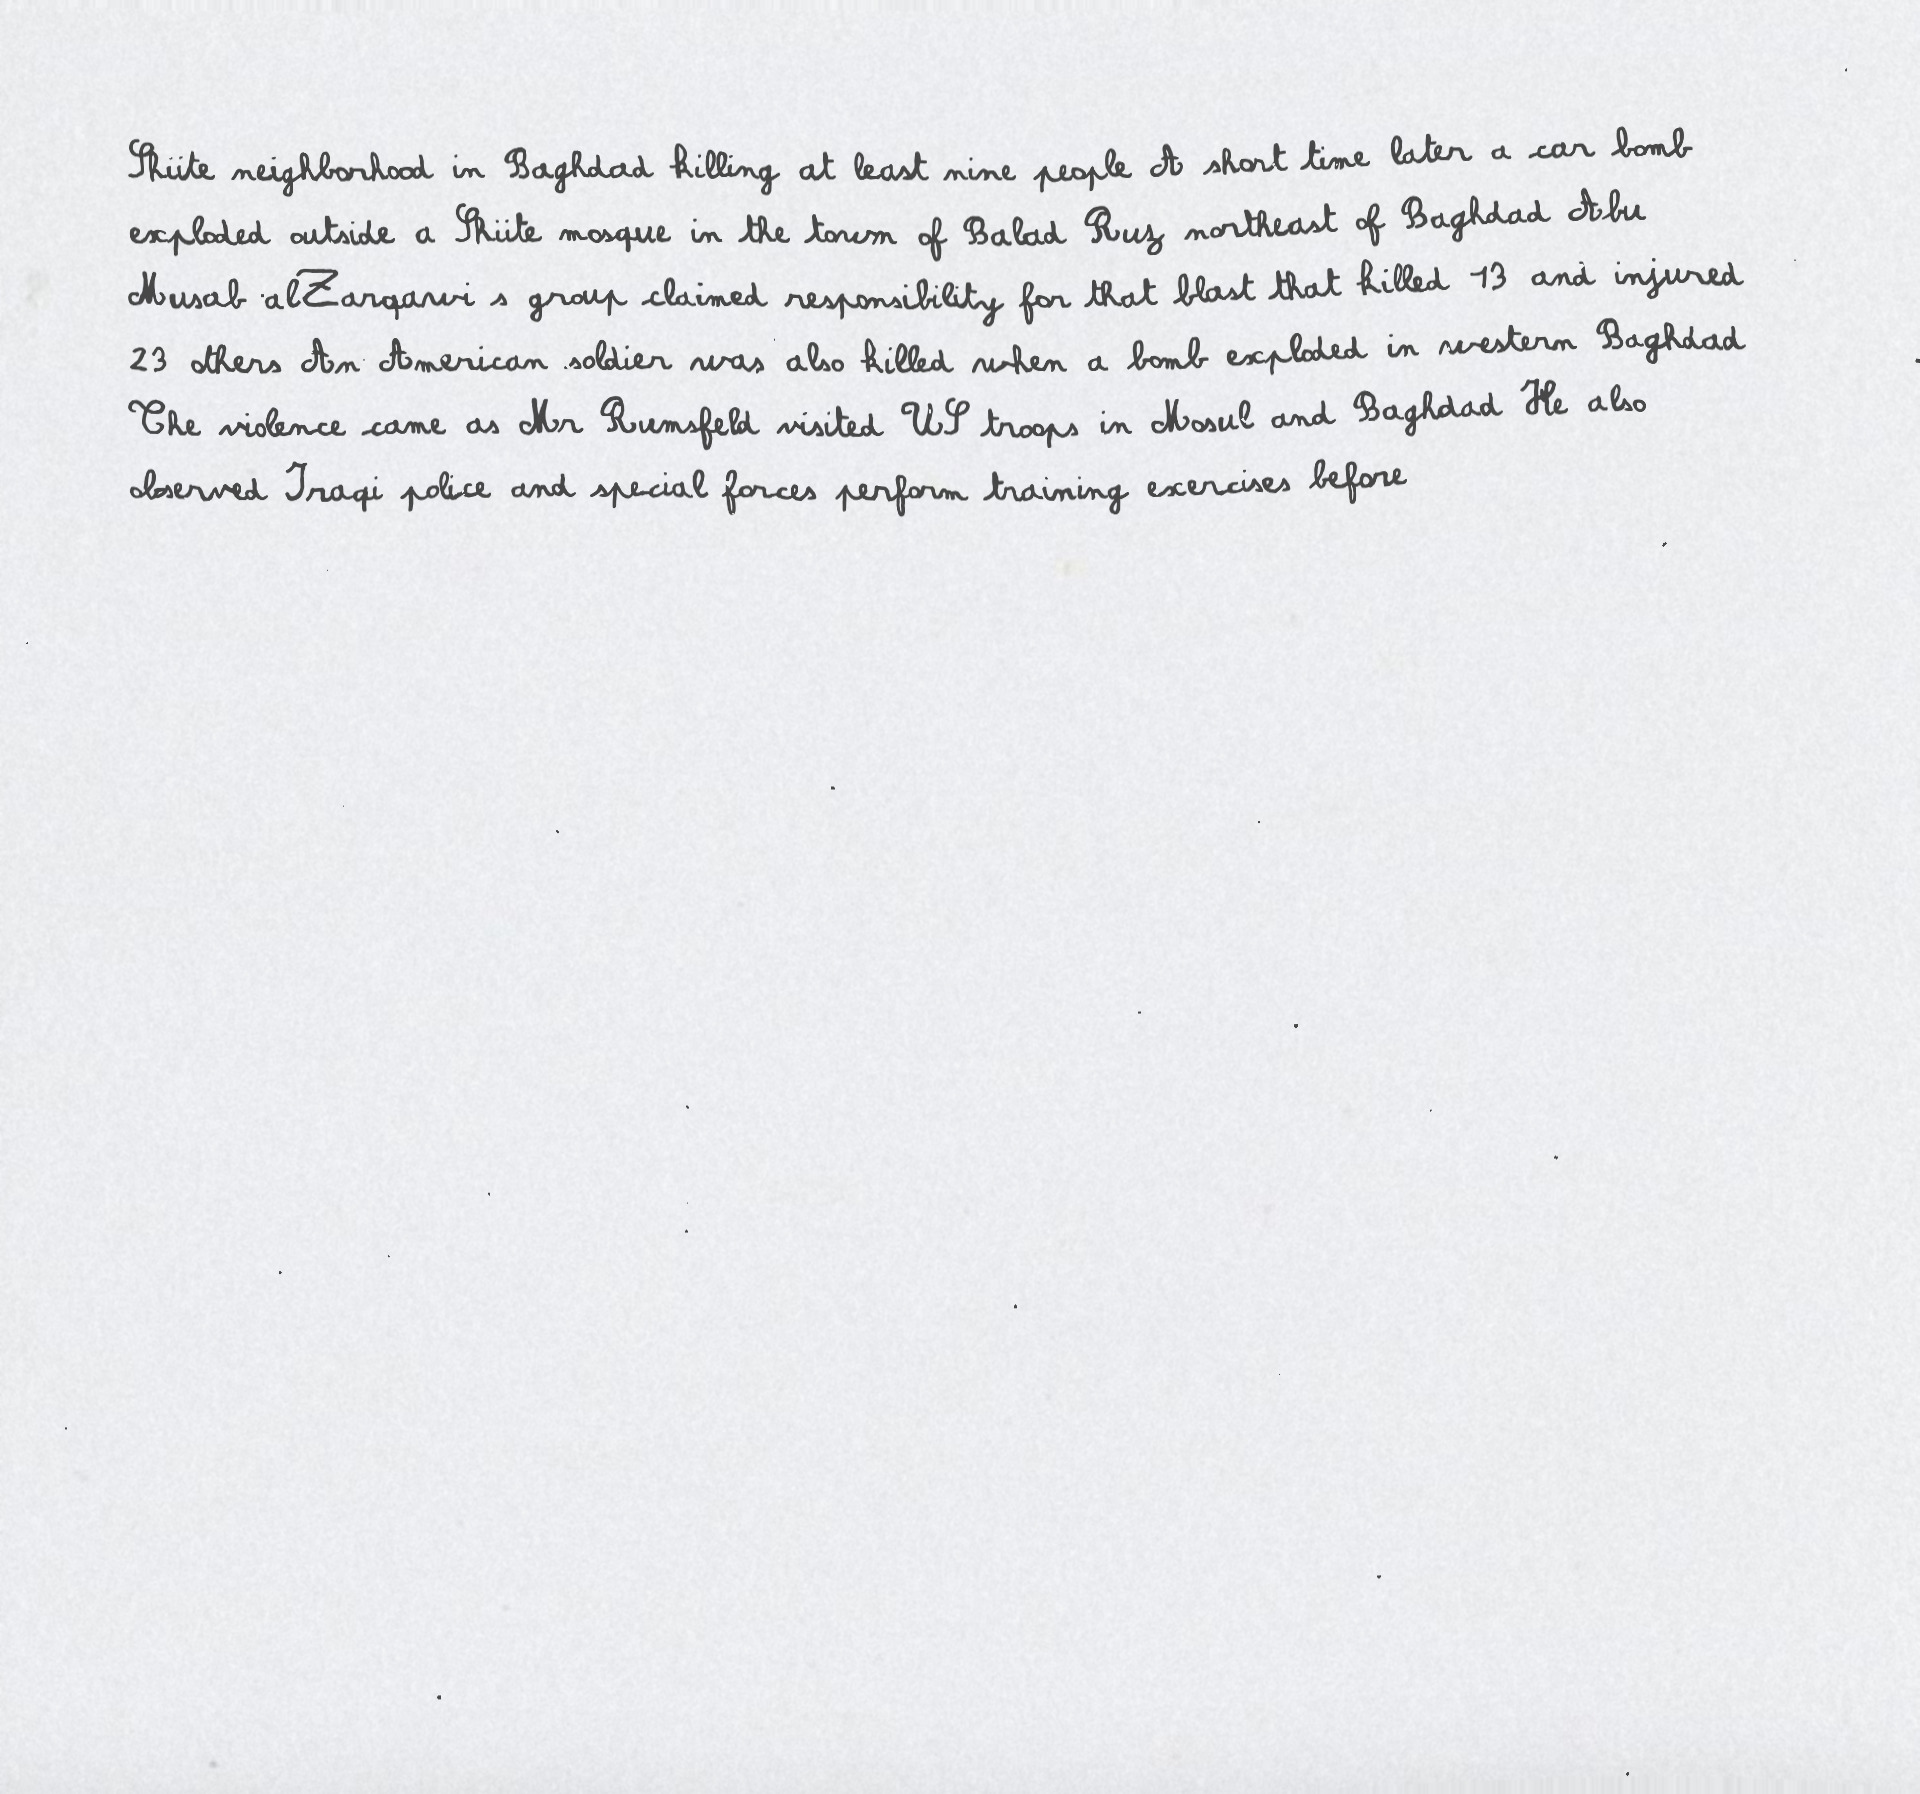 Shiite neighborhood in Baghdad killing at least nine people A short time later a car bomb
exploded outside a Shiite mosque in the town of Balad Ruz northeast of Baghdad Abu
Musab alZarqawi s group claimed responsibility for that blast that killed 13 and injured
23 others An American soldier was also killed when a bomb exploded in western Baghdad
The violence came as Mr Rumsfeld visited US troops in Mosul and Baghdad He also
observed Iraqi police and special forces perform training exercises before